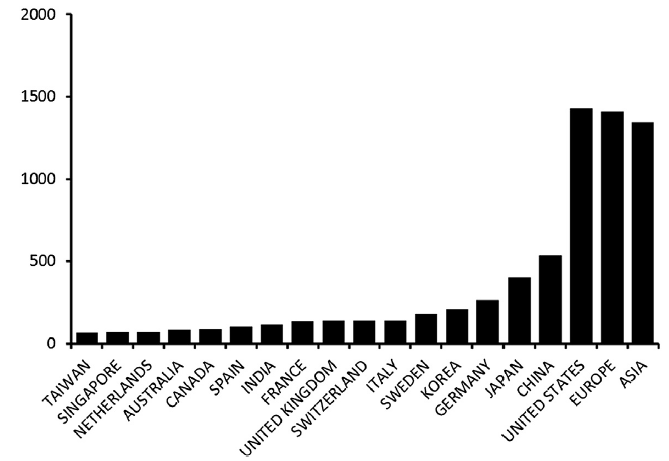 2000
1500
1000
500
0
TAIWAN
SINGAPORE
NETHERLANDS
AUSTRALIA
CANADA
SPAIN
INDIA
FRANCE
UNITED KINGDOM
SWITZERLAND
ITALY
SWEDEN
KOREA
GERMANY
JAPAN
CHINA
UNITED STATES
EUROPE
ASIA